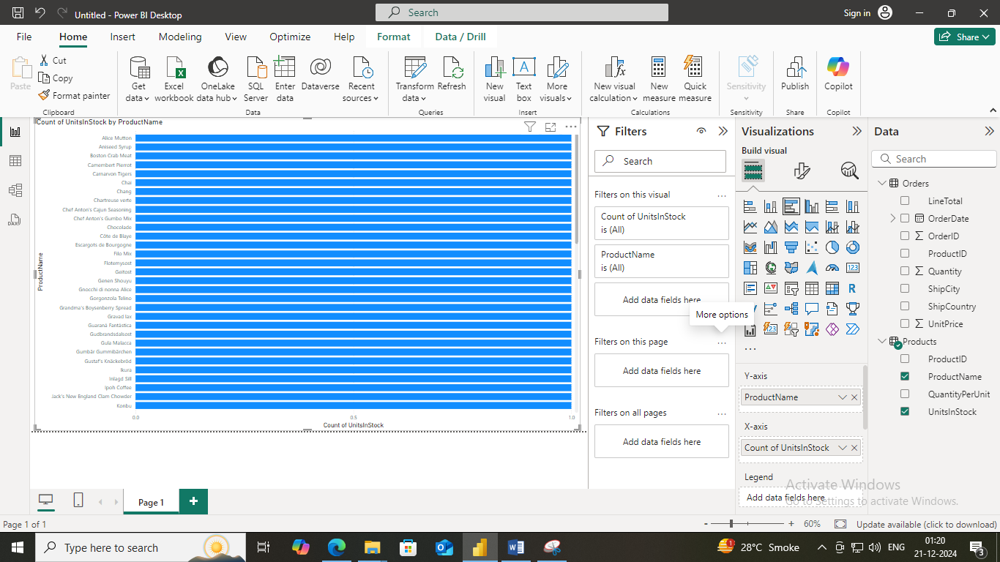 Untitled - Power BI Desktop
Search
Sign in
File
Home
Insert
Modeling
View
Optimize
Help
Format
Data / Drill
Share
Paste
Cut
Copy
Format painter
Clipboard
Get
data
Excel
workbook
OneLake
data hub
SQL
Server
Enter
data
Dataverse
Recent
sources
Data
Transform
data
Refresh
Queries
New
visual
Text
box
More
visuals
Insert
New visual
calculation
New
measure
Quick
measure
Calculations
Sensitivity
Sensitivity
Publish
Share
Copilot
Copilot
DAX
Count of UnitsInStock by ProductName
ProductName
Alice Mutton
Aniseed Syrup
Boston Crab Meat
Camembert Pierrot
Carnarvon Tigers
Chai
Chang
Chartreuse verte
Chef Anton's Cajun Seasoning
Chef Anton's Gumbo Mix
Chocolade
Côte de Blaye
Escargots de Bourgogne
Filo Mix
Flotemysost
Geitost
Genen Shouyu
Gnocchi di nonna Alice
Gorgonzola Telino
Grandma's Boysenberry Spread
Gravad lax
Guaraná Fantástica
Gudbrandsdalsost
Gula Malacca
Gumbär Gummibärchen
Gustaf's Knäckebröd
Ikura
Inlagd Sill
Ipoh Coffee
Jack's New England Clam Chowder
Konbu
0.0
0.5
1.0
Count of UnitsInStock
Filters
Search
Filters on this visual
Count of UnitsInStock
is (All)
ProductName
is (All)
Add data fields here
More options
Filters on this page
Add data fields here
Filters on all pages
Add data fields here
Visualizations
Build visual
123
R
123
Y-axis
ProductName
X-axis
Count of UnitsInStock
Legend
Add data fields here
Data
Search
Orders
LineTotal
OrderDate
OrderID
ProductID
Quantity
ShipCity
ShipCountry
UnitPrice
Products
ProductID
ProductName
QuantityPerUnit
UnitsInStock
Activate Windows
Go to Settings to activate Windows.
Page 1
Page 1 of 1
60%
Update available (click to download)
Type here to search
28°C Smoke
ENG
01:20
21-12-2024
3